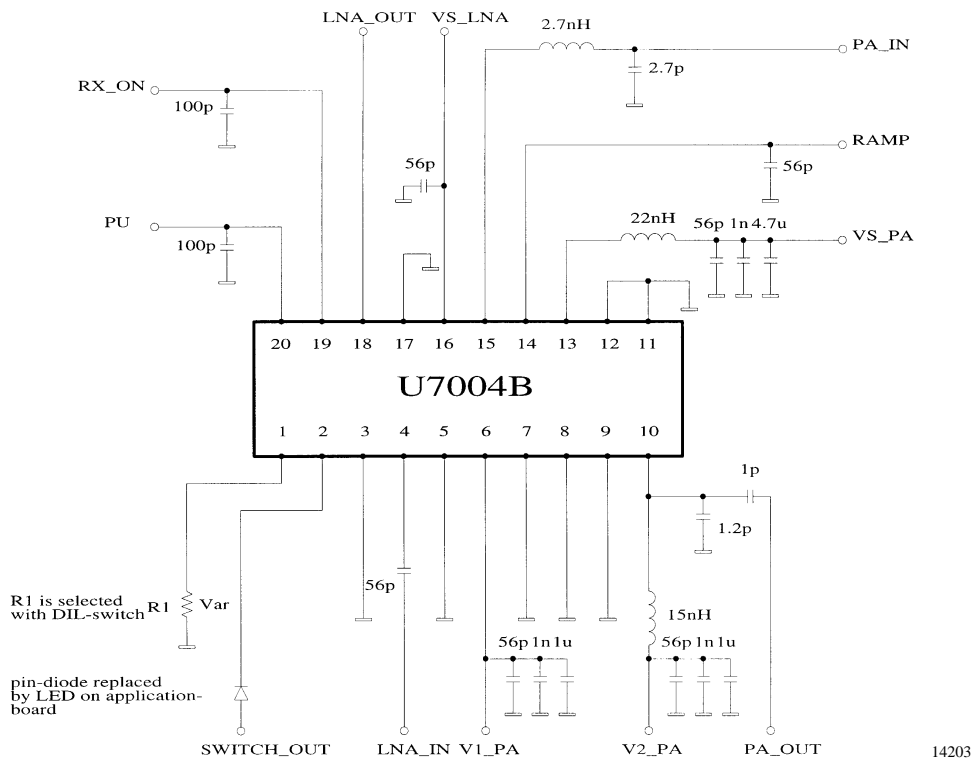 LNA_OUT VS_LNA
2.7nH
PA_IN
2.7p
RX_ON
100p
RAMP
56p
56p
PU
100p
22nH
56p 1n 4.7u
VS_PA
20 19 18 17 16 15 14 13 12 11
U7004B
1 2 3 4 5 6 7 8 9 10
1p
1.2p
56p
R1 is selected
with DIL-switch
R1
Var
15nH
56p 1n 1u
56p 1n 1u
pin-diode replaced
by LED on application-
board
SWITCH_OUT
LNA_IN
V1_PA
V2_PA
PA_OUT
14203